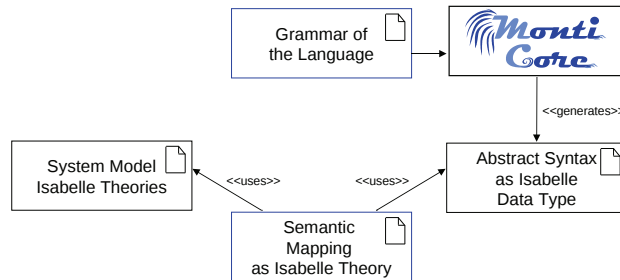 Grammar of
the Language
Monti
Core
<<generates>>
System Model
Isabelle Theories
<<uses>>
<<uses>>
Abstract Syntax
as Isabelle
Data Type
Semantic
Mapping
as Isabelle Theory